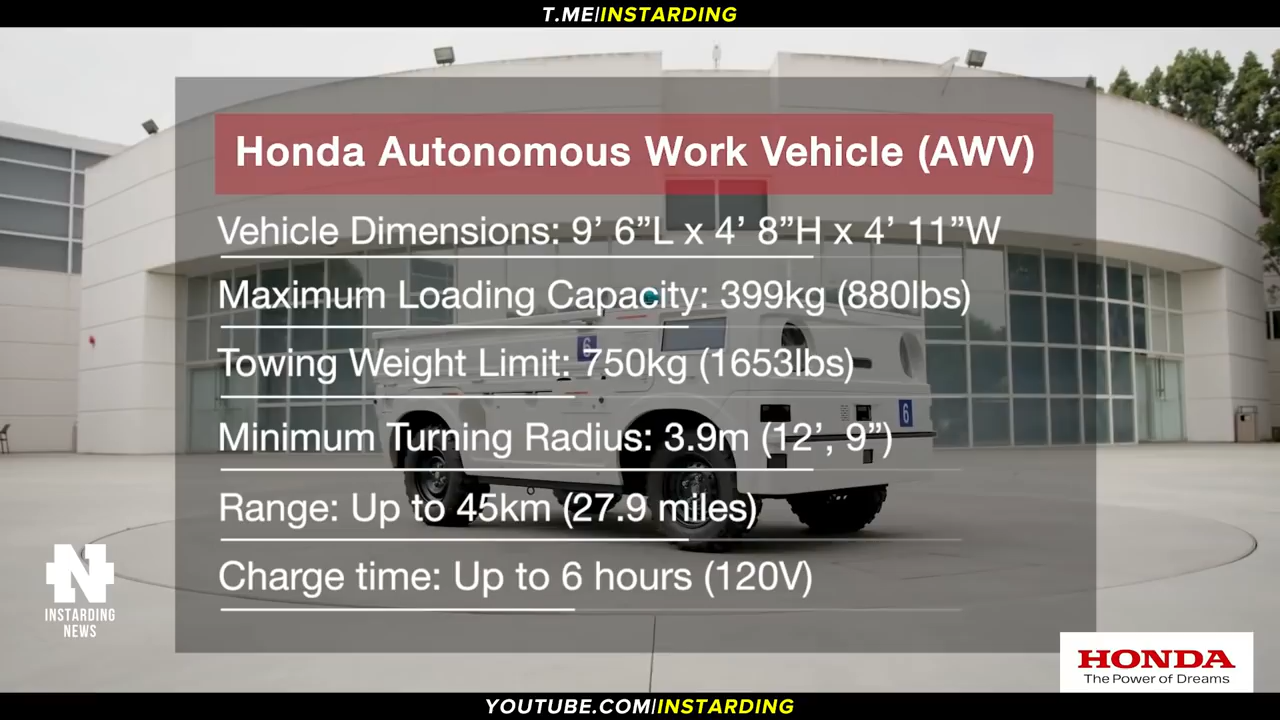 T.ME|INSTARDING
Honda Autonomous Work Vehicle (AWV)
Vehicle Dimensions: 9’ 6”L x 4’ 8”H x 4’ 11”W
Maximum Loading Capacity: 399kg (880lbs)
6
Towing Weight Limit: 750kg (1653lbs)
6
Minimum Turning Radius: 3.9m (12’, 9”)
Range: Up to 45km (27.9 miles)
Charge time: Up to 6 hours (120V)
N
INSTARDING
NEWS
HONDA
The Power of Dreams
YOUTUBE.COM|INSTARDING